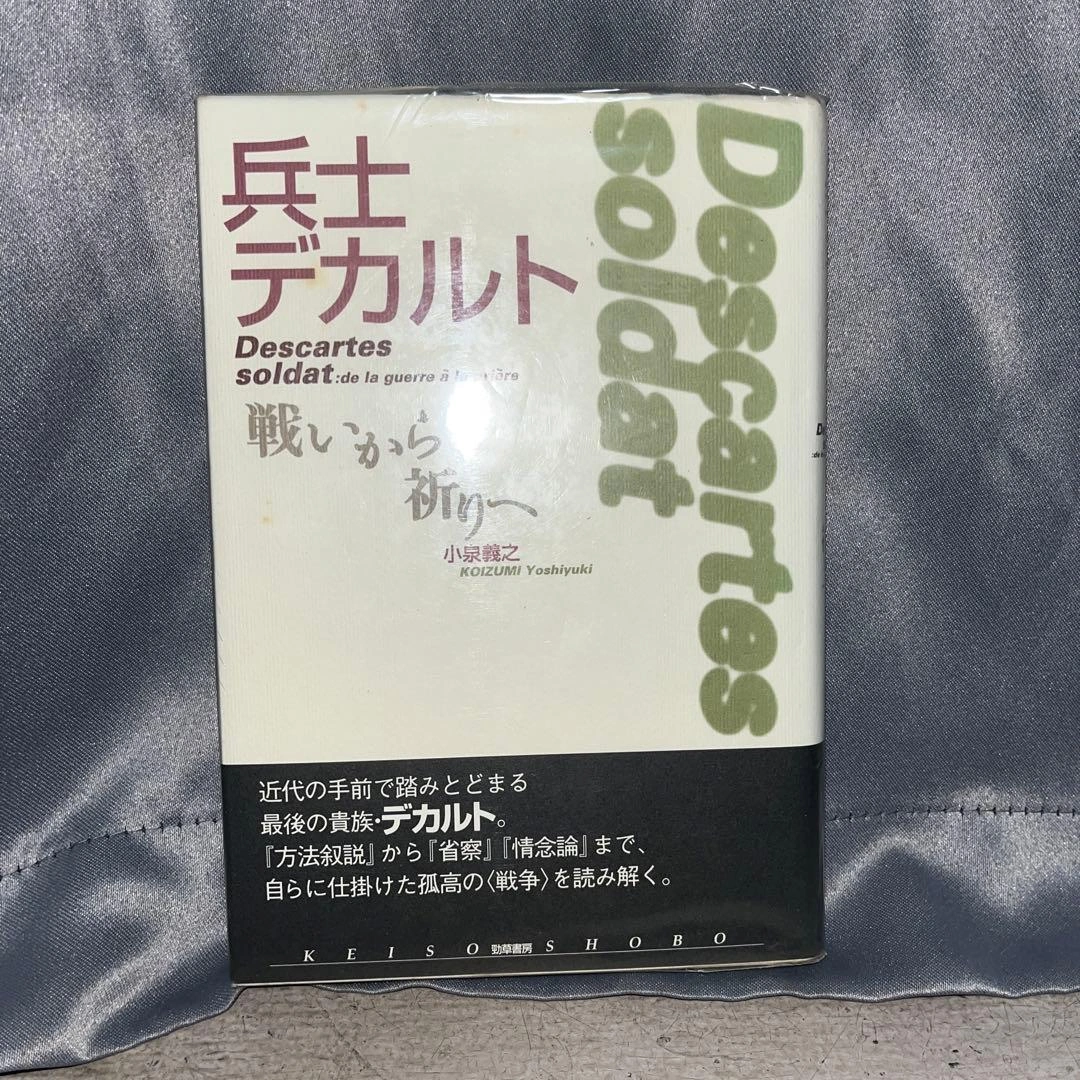 兵士
デカルト
Descartes
soldat:de la guerre à la prière
戦いから
祈りへ
小泉義之
KOIZUMI Yoshiyuki
Descartes
soldat
近代の手前で踏みとどまる
最後の貴族・デカルト。
『方法叙説』から『省察』『情念論』まで、
自らに仕掛けた孤高の〈戦争〉を読み解く。
KEISO 勁草書房 SHOBO